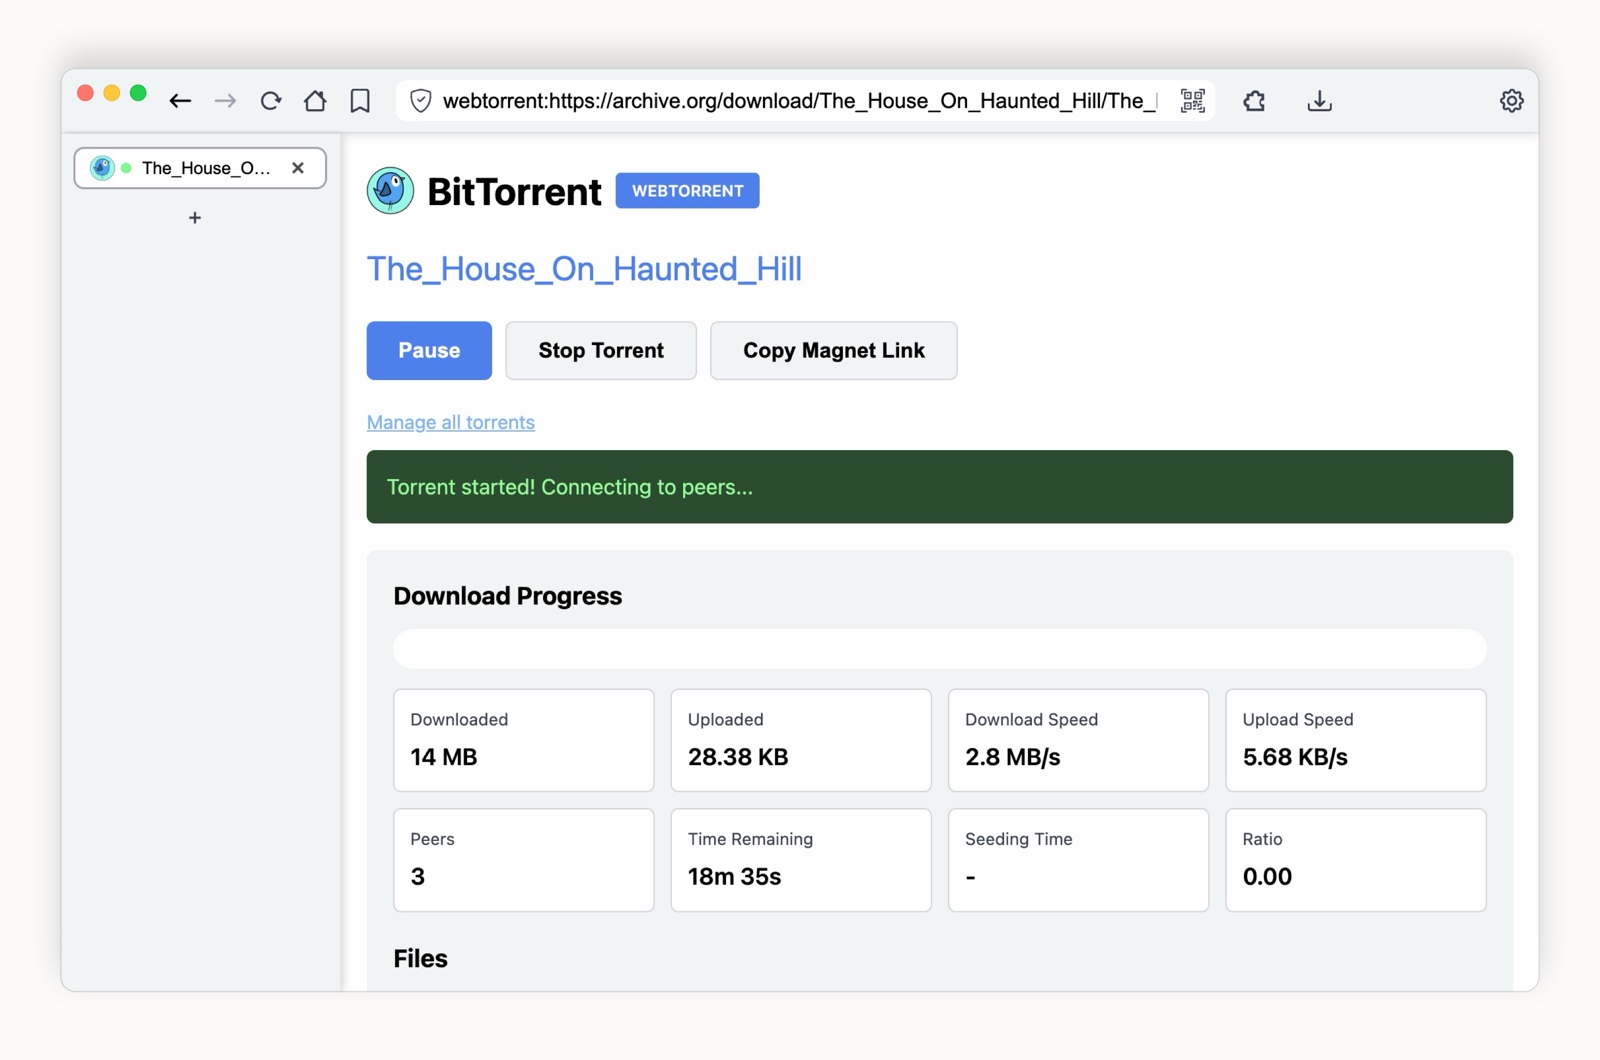 webtorrent:https://archive.org/download/The_House_On_Haunted_Hill/The_
The_House_O...
+
BitTorrent
WEBTORRENT
The_House_On_Haunted_Hill
Pause
Stop Torrent
Copy Magnet Link
Manage all torrents
Torrent started! Connecting to peers...
Download Progress
Downloaded
14 MB
Uploaded
28.38 KB
Download Speed
2.8 MB/s
Upload Speed
5.68 KB/s
Peers
3
Time Remaining
18m 35s
Seeding Time
-
Ratio
0.00
Files